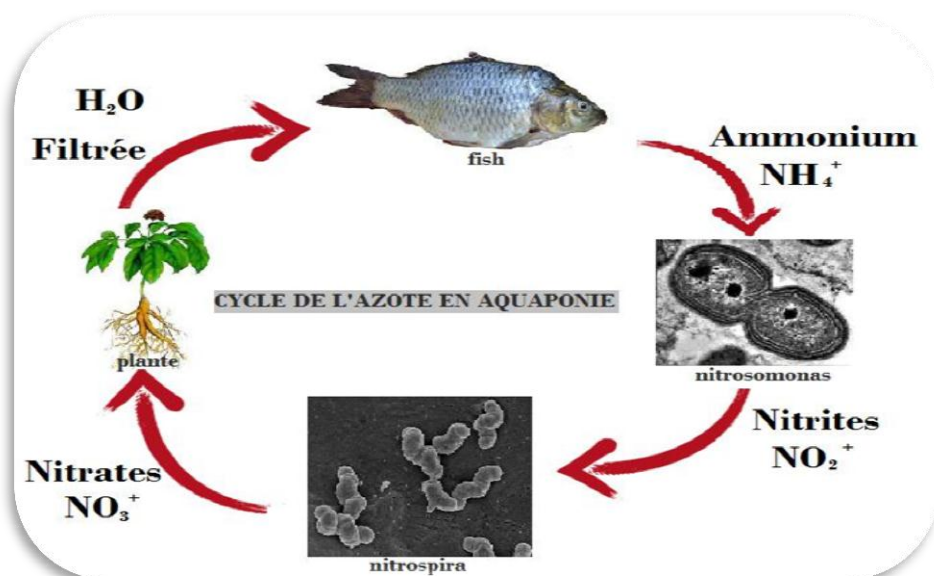 H₂O
Filtrée
fish
Ammonium
NH₄⁺
CYCLE DE L'AZOTE EN AQUAPONIE
plante
nitrosomonas
Nitrites
NO₂⁺
Nitrates
NO₃⁺
nitrospira